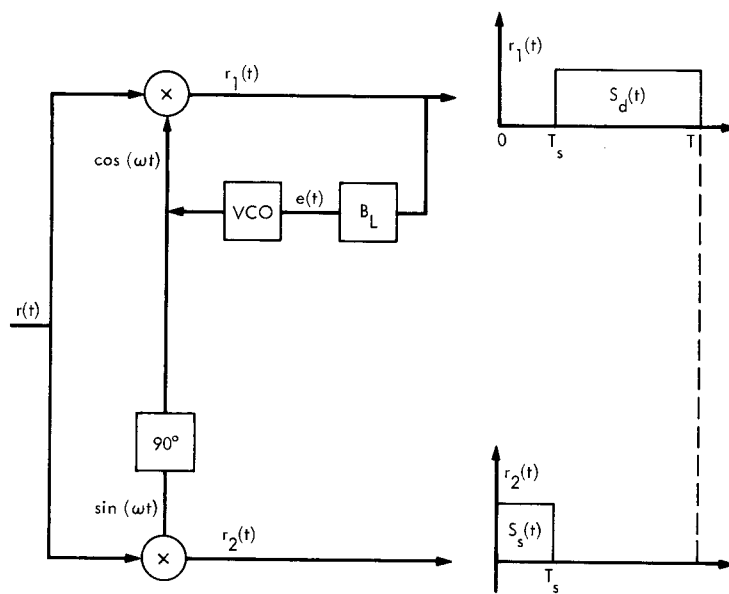 r₁(t)
r₁(t)
S_d(t)
0
T_s
T
cos (ωt)
VCO
e(t)
B_L
r(t)
90°
sin (ωt)
r₂(t)
r₂(t)
S_s(t)
T_s